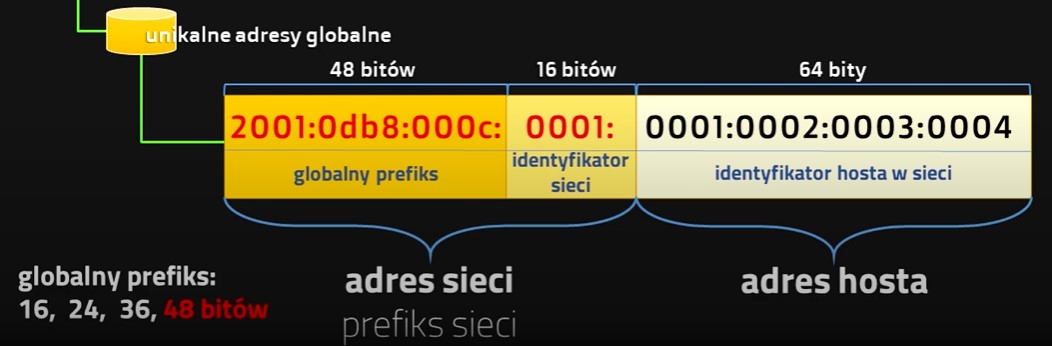 unikalne adresy globalne
48 bitów 16 bitów 64 bity
2001:0db8:000c: 0001: 0001:0002:0003:0004
globalny prefiks identyfikator sieci identyfikator hosta w sieci
adres sieci adres hosta
prefiks sieci
globalny prefiks:
16, 24, 36, 48 bitów